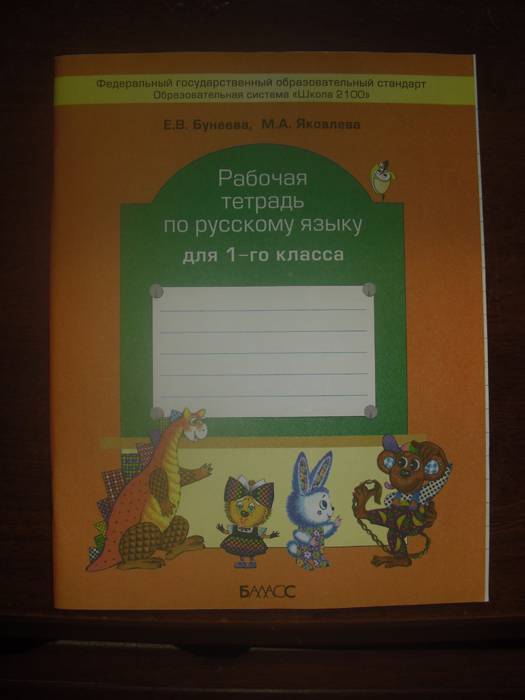 Федеральный государственный образовательный стандарт
Образовательная система «Школа 2100»
Е.В. Бунеева, М.А. Яковлева
Рабочая
тетрадь
по русскому языку
для 1-го класса
БАЛАСС